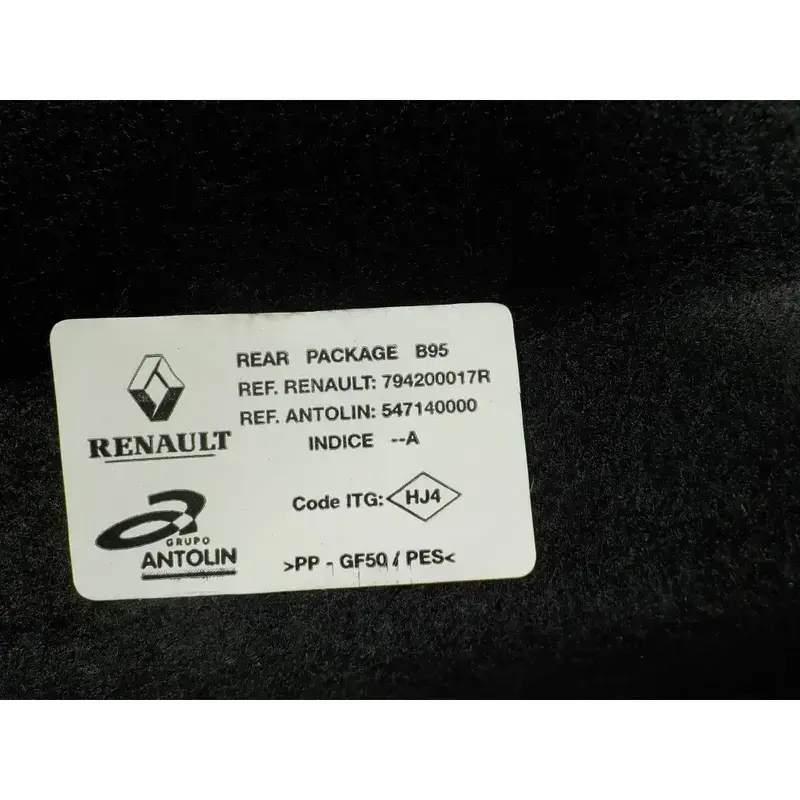 REAR PACKAGE B95
REF. RENAULT: 794200017R
REF. ANTOLIN: 547140000
INDICE --A
RENAULT
Code ITG: HJ4
GRUPO
ANTOLIN
>PP - GF50 / PES<